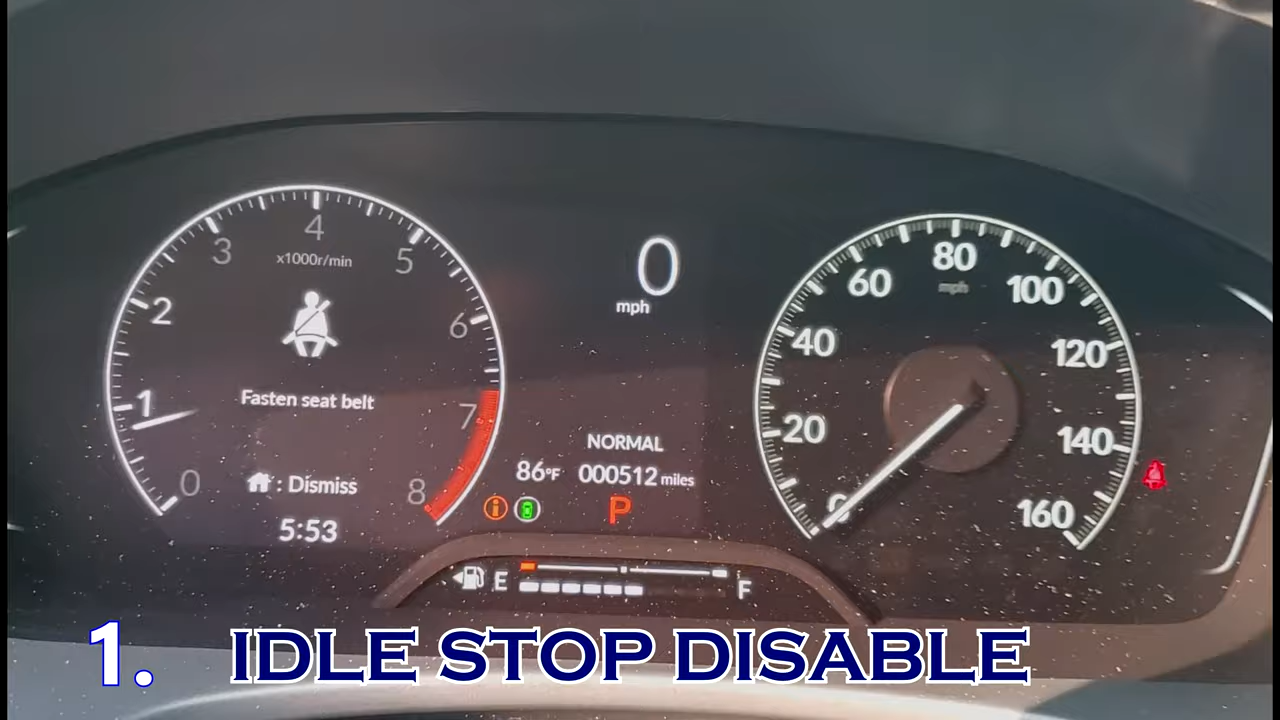 4
3
5
x1000r/min
2
6
1
7
0
8
Fasten seat belt
: Dismiss
5:53
0
mph
NORMAL
86°F 000512 miles
i
P
E
F
80
mph
60
100
40
120
20
140
0
160
1. IDLE STOP DISABLE